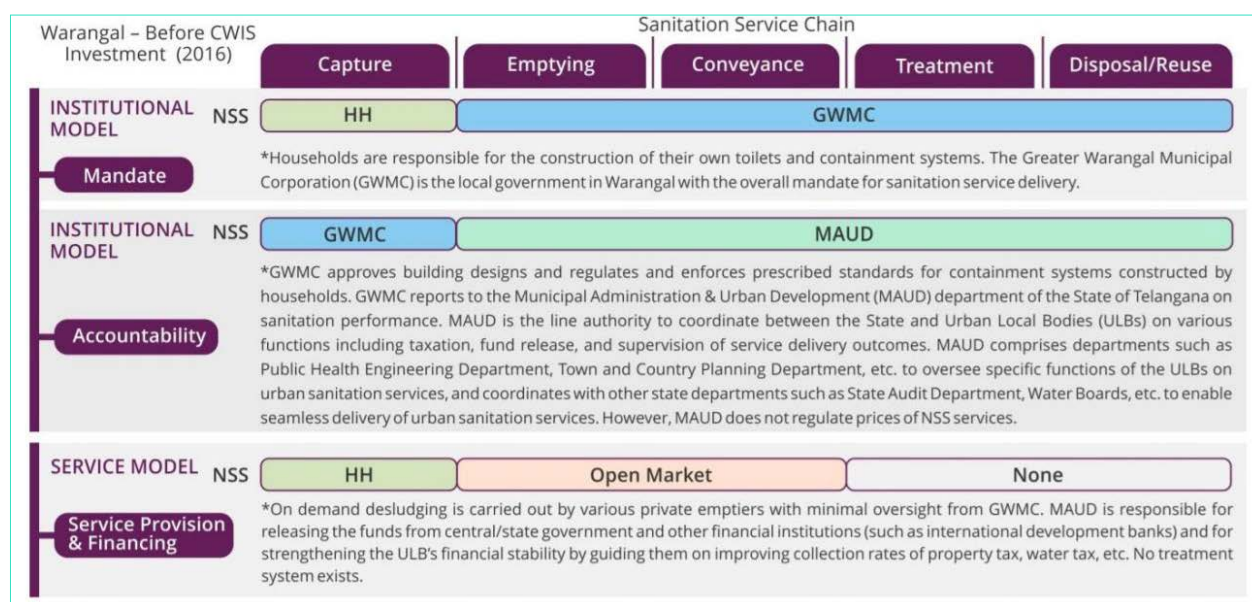 Warangal – Before CWIS
Investment (2016)
Sanitation Service Chain
Capture
Emptying
Conveyance
Treatment
Disposal/Reuse
INSTITUTIONAL
MODEL
NSS
HH
GWMC
Mandate
*Households are responsible for the construction of their own toilets and containment systems. The Greater Warangal Municipal
Corporation (GWMC) is the local government in Warangal with the overall mandate for sanitation service delivery.
INSTITUTIONAL
MODEL
NSS
GWMC
MAUD
Accountability
*GWMC approves building designs and regulates and enforces prescribed standards for containment systems constructed by
households. GWMC reports to the Municipal Administration & Urban Development (MAUD) department of the State of Telangana on
sanitation performance. MAUD is the line authority to coordinate between the State and Urban Local Bodies (ULBs) on various
functions including taxation, fund release, and supervision of service delivery outcomes. MAUD comprises departments such as
Public Health Engineering Department, Town and Country Planning Department, etc. to oversee specific functions of the ULBs on
urban sanitation services, and coordinates with other state departments such as State Audit Department, Water Boards, etc. to enable
seamless delivery of urban sanitation services. However, MAUD does not regulate prices of NSS services.
SERVICE MODEL
NSS
HH
Open Market
None
Service Provision
& Financing
*On demand desludging is carried out by various private emptiers with minimal oversight from GWMC. MAUD is responsible for
releasing the funds from central/state government and other financial institutions (such as international development banks) and for
strengthening the ULB's financial stability by guiding them on improving collection rates of property tax, water tax, etc. No treatment
system exists.